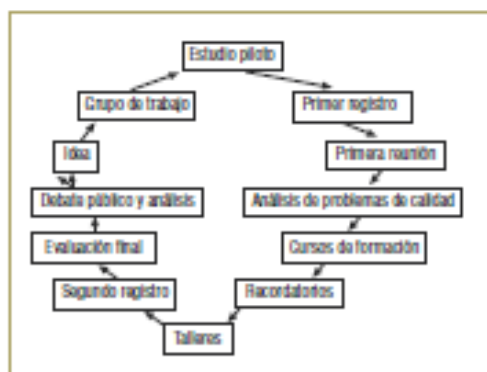 Estudio piloto
Grupo de trabajo
Primer registro
Idea
Primera reunión
Debate público y análisis
Análisis de problemas de calidad
Evaluación final
Cursos de formación
Segundo registro
Recordatorios
Talleres